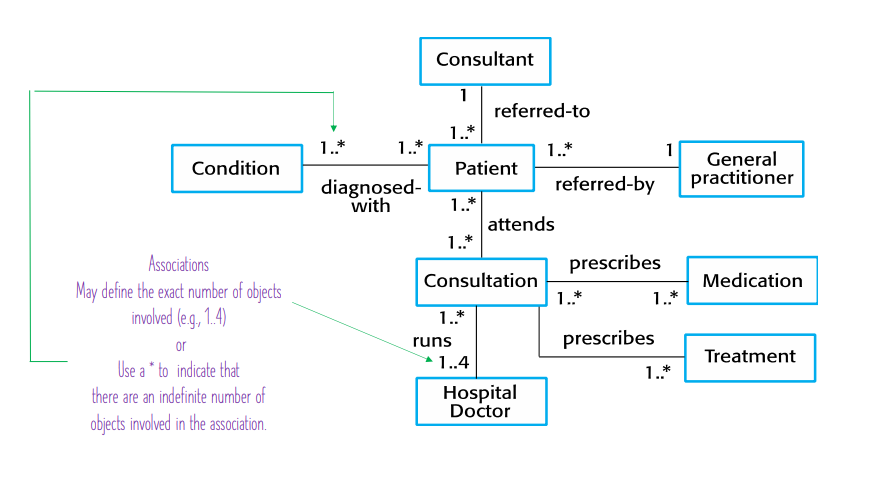 Consultant
1
referred-to
1..*
1..*
1..*
1..*
1
Condition
Patient
General
practitioner
diagnosed-
with
referred-by
1..*
attends
1..*
Associations
May define the exact number of objects
involved (e.g., 1..4)
or
Use a * to indicate that
there are an indefinite number of
objects involved in the association.
Consultation
prescribes
Medication
1..*
1..*
1..*
runs
1..4
prescribes
Treatment
1..*
Hospital
Doctor